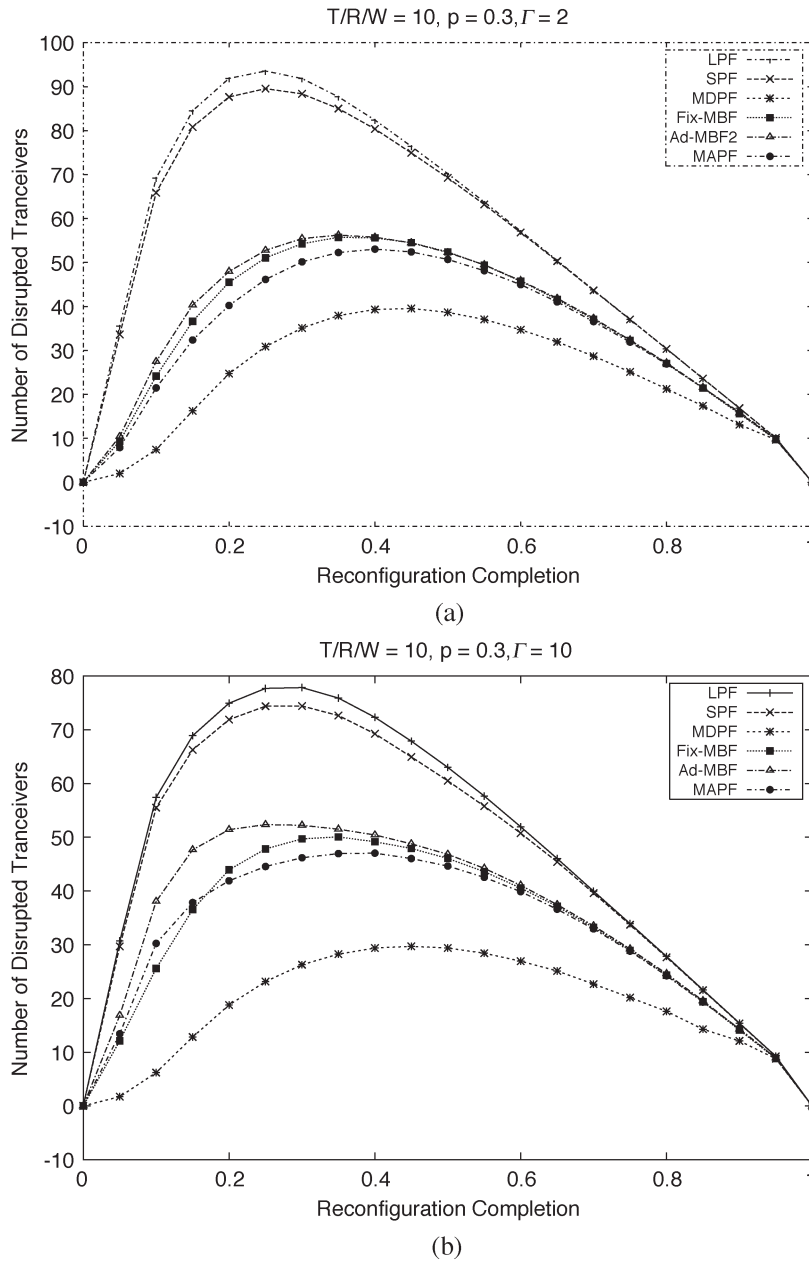 T/R/W = 10, p = 0.3,Γ = 2
100
90
80
70
60
50
40
30
20
10
0
-10
Number of Disrupted Tranceivers
LPF
SPF
MDPF
Fix-MBF
Ad-MBF2
MAPF
0 0.2 0.4 0.6 0.8 1
Reconfiguration Completion
(a)
T/R/W = 10, p = 0.3,Γ = 10
80
70
60
50
40
30
20
10
0
-10
Number of Disrupted Tranceivers
LPF
SPF
MDPF
Fix-MBF
Ad-MBF
MAPF
0 0.2 0.4 0.6 0.8 1
Reconfiguration Completion
(b)